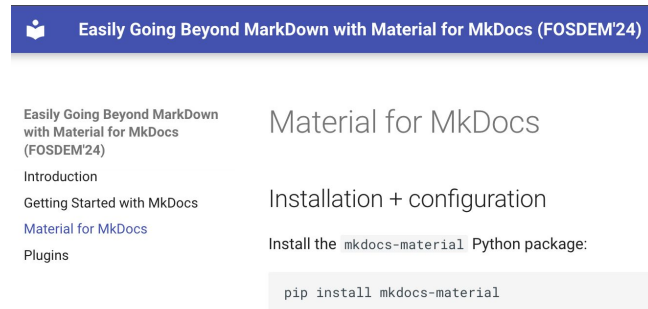 Easily Going Beyond MarkDown with Material for MkDocs (FOSDEM'24)
Easily Going Beyond MarkDown
with Material for MkDocs
(FOSDEM'24)
Introduction
Getting Started with MkDocs
Material for MkDocs
Plugins
Material for MkDocs
Installation + configuration
Install the mkdocs-material Python package:
pip install mkdocs-material